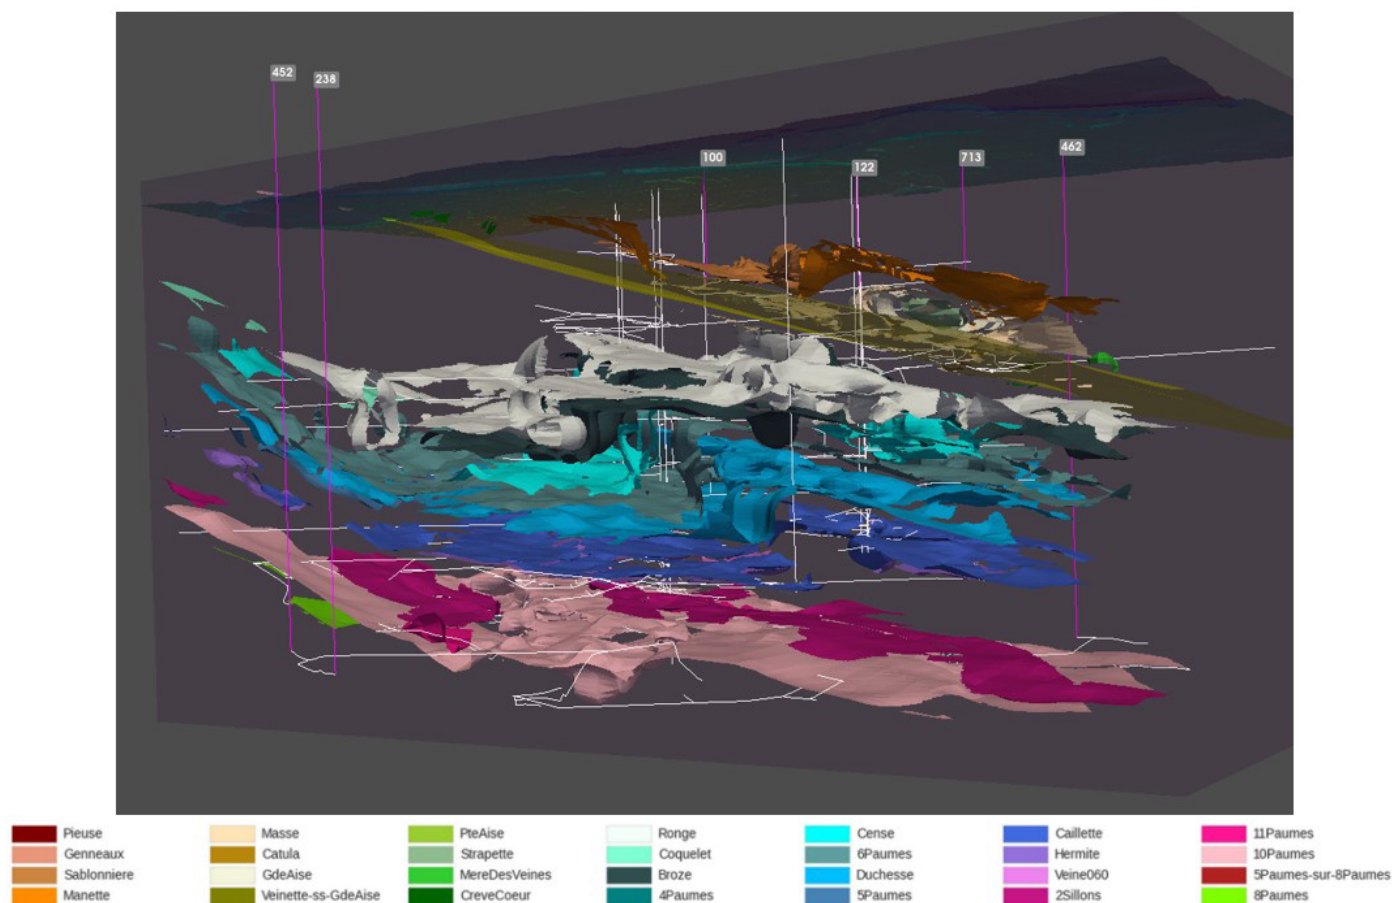 452
238
100
122
713
462
Pieuse Masse PteAise Ronge Cense Caillette 11Paumes
Genneaux Catula Strapette Coquelet 6Paumes Hermite 10Paumes
Sablonniere GdeAise MereDesVeines Broze Duchesse Veine060 5Paumes-sur-8Paumes
Manette Veinette-ss-GdeAise CreveCoeur 4Paumes 5Paumes 2Sillons 8Paumes